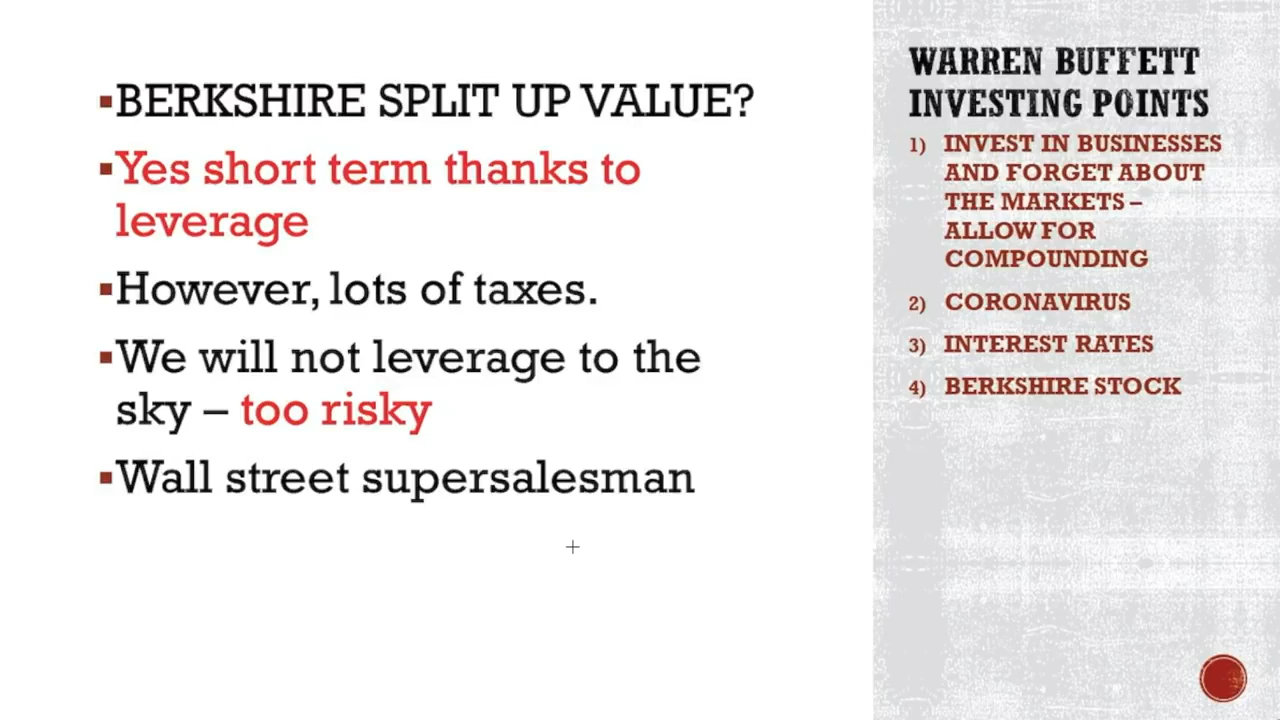 ▪BERKSHIRE SPLIT UP VALUE?
▪Yes short term thanks to
leverage
▪However, lots of taxes.
▪We will not leverage to the
sky – too risky
▪Wall street supersalesman
WARREN BUFFETT
INVESTING POINTS
1) INVEST IN BUSINESSES
AND FORGET ABOUT
THE MARKETS –
ALLOW FOR
COMPOUNDING
2) CORONAVIRUS
3) INTEREST RATES
4) BERKSHIRE STOCK